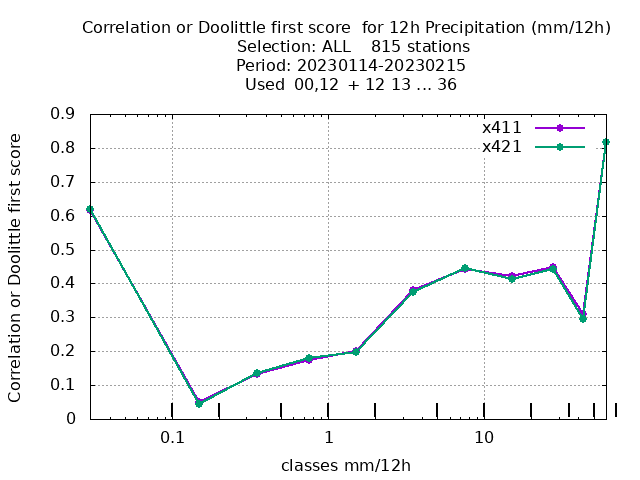 Correlation or Doolittle first score  for 12h Precipitation (mm/12h)
Selection: ALL    815 stations
Period: 20230114-20230215
Used  00,12  + 12 13 ... 36
x411
x421
Correlation or Doolittle first score
0.9
0.8
0.7
0.6
0.5
0.4
0.3
0.2
0.1
0
0.1 1 10
classes mm/12h